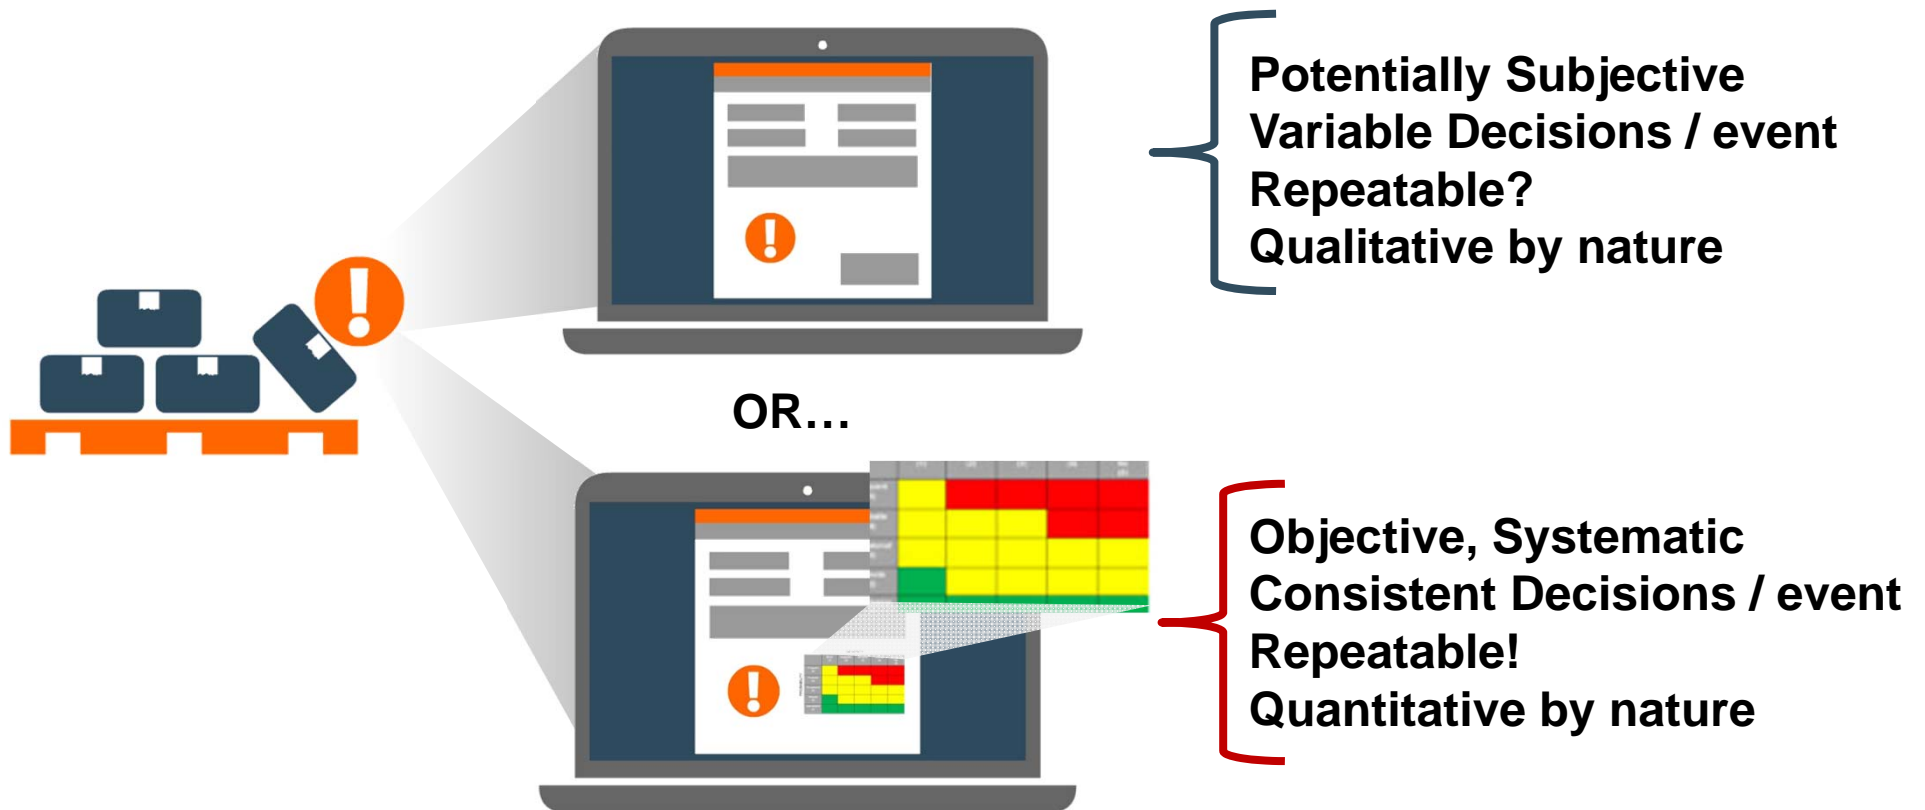 Potentially Subjective
Variable Decisions / event
Repeatable?
Qualitative by nature
OR...
Objective, Systematic
Consistent Decisions / event
Repeatable!
Quantitative by nature